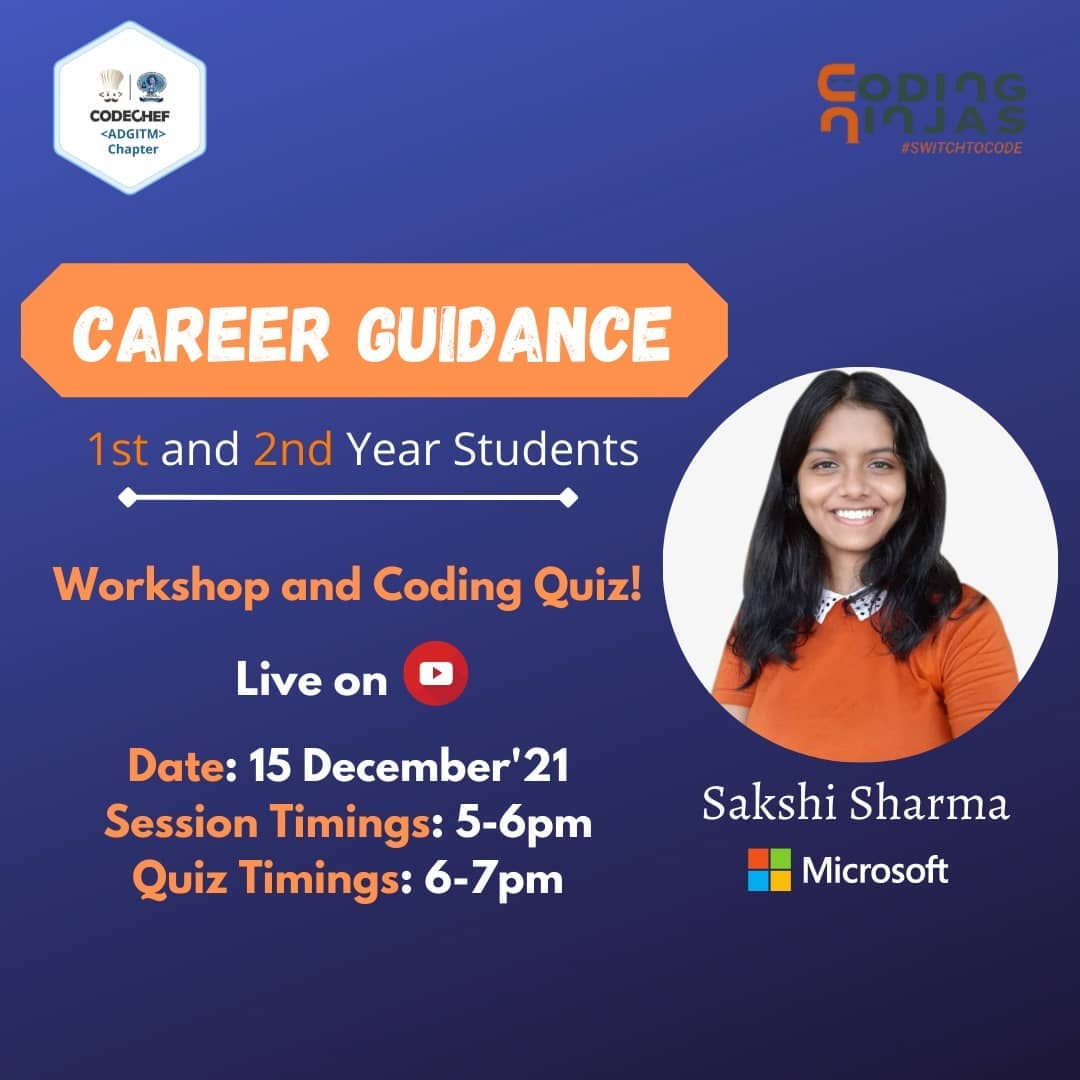 CODECHEF
<ADGITM>
Chapter
CODING
NINJAS
#SWITCHTOCODE
CAREER GUIDANCE
1st and 2nd Year Students
Workshop and Coding Quiz!
Live on
Date: 15 December'21
Session Timings: 5-6pm
Quiz Timings: 6-7pm
Sakshi Sharma
Microsoft